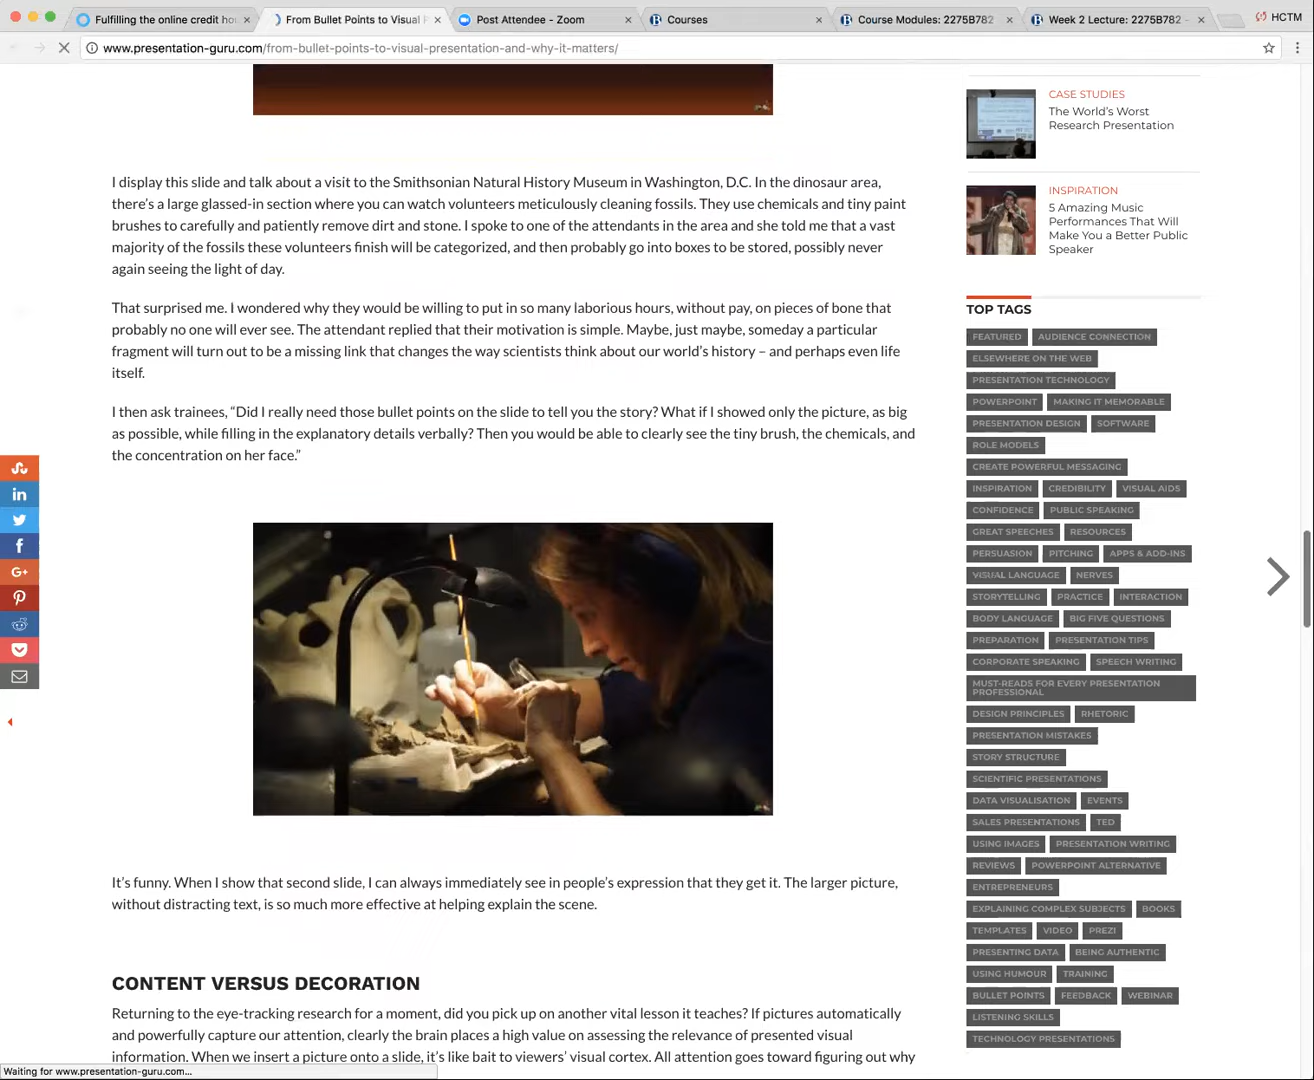 Fulfilling the online credit ho
From Bullet Points to Visual P
Post Attendee - Zoom
Courses
Course Modules: 2275B782
Week 2 Lecture: 2275B782 -
HCTM
www.presentation-guru.com/from-bullet-points-to-visual-presentation-and-why-it-matters/
I display this slide and talk about a visit to the Smithsonian Natural History Museum in Washington, D.C. In the dinosaur area,
there's a large glassed-in section where you can watch volunteers meticulously cleaning fossils. They use chemicals and tiny paint
brushes to carefully and patiently remove dirt and stone. I spoke to one of the attendants in the area and she told me that a vast
majority of the fossils these volunteers finish will be categorized, and then probably go into boxes to be stored, possibly never
again seeing the light of day.
That surprised me. I wondered why they would be willing to put in so many laborious hours, without pay, on pieces of bone that
probably no one will ever see. The attendant replied that their motivation is simple. Maybe, just maybe, someday a particular
fragment will turn out to be a missing link that changes the way scientists think about our world's history – and perhaps even life
itself.
I then ask trainees, “Did I really need those bullet points on the slide to tell you the story? What if I showed only the picture, as big
as possible, while filling in the explanatory details verbally? Then you would be able to clearly see the tiny brush, the chemicals, and
the concentration on her face.”
It's funny. When I show that second slide, I can always immediately see in people's expression that they get it. The larger picture,
without distracting text, is so much more effective at helping explain the scene.
CONTENT VERSUS DECORATION
Returning to the eye-tracking research for a moment, did you pick up on another vital lesson it teaches? If pictures automatically
and powerfully capture our attention, clearly the brain places a high value on assessing the relevance of presented visual
information. When we insert a picture onto a slide, it's like bait to viewers' visual cortex. All attention goes toward figuring out why
CASE STUDIES
The World's Worst
Research Presentation
INSPIRATION
5 Amazing Music
Performances That Will
Make You a Better Public
Speaker
TOP TAGS
FEATURED AUDIENCE CONNECTION
ELSEWHERE ON THE WEB
PRESENTATION TECHNOLOGY
POWERPOINT MAKING IT MEMORABLE
PRESENTATION DESIGN SOFTWARE
ROLE MODELS
CREATE POWERFUL MESSAGING
INSPIRATION CREDIBILITY VISUAL AIDS
CONFIDENCE PUBLIC SPEAKING
GREAT SPEECHES RESOURCES
PERSUASION PITCHING APPS & ADD-INS
VISUAL LANGUAGE NERVES
STORYTELLING PRACTICE INTERACTION
BODY LANGUAGE BIG FIVE QUESTIONS
PREPARATION PRESENTATION TIPS
CORPORATE SPEAKING SPEECH WRITING
MUST-READS FOR EVERY PRESENTATION
PROFESSIONAL
DESIGN PRINCIPLES RHETORIC
PRESENTATION MISTAKES
STORY STRUCTURE
SCIENTIFIC PRESENTATIONS
DATA VISUALISATION EVENTS
SALES PRESENTATIONS TED
USING IMAGES PRESENTATION WRITING
REVIEWS POWERPOINT ALTERNATIVE
ENTREPRENEURS
EXPLAINING COMPLEX SUBJECTS BOOKS
TEMPLATES VIDEO PREZI
PRESENTING DATA BEING AUTHENTIC
USING HUMOUR TRAINING
BULLET POINTS FEEDBACK WEBINAR
LISTENING SKILLS
TECHNOLOGY PRESENTATIONS
Waiting for www.presentation-guru.com...